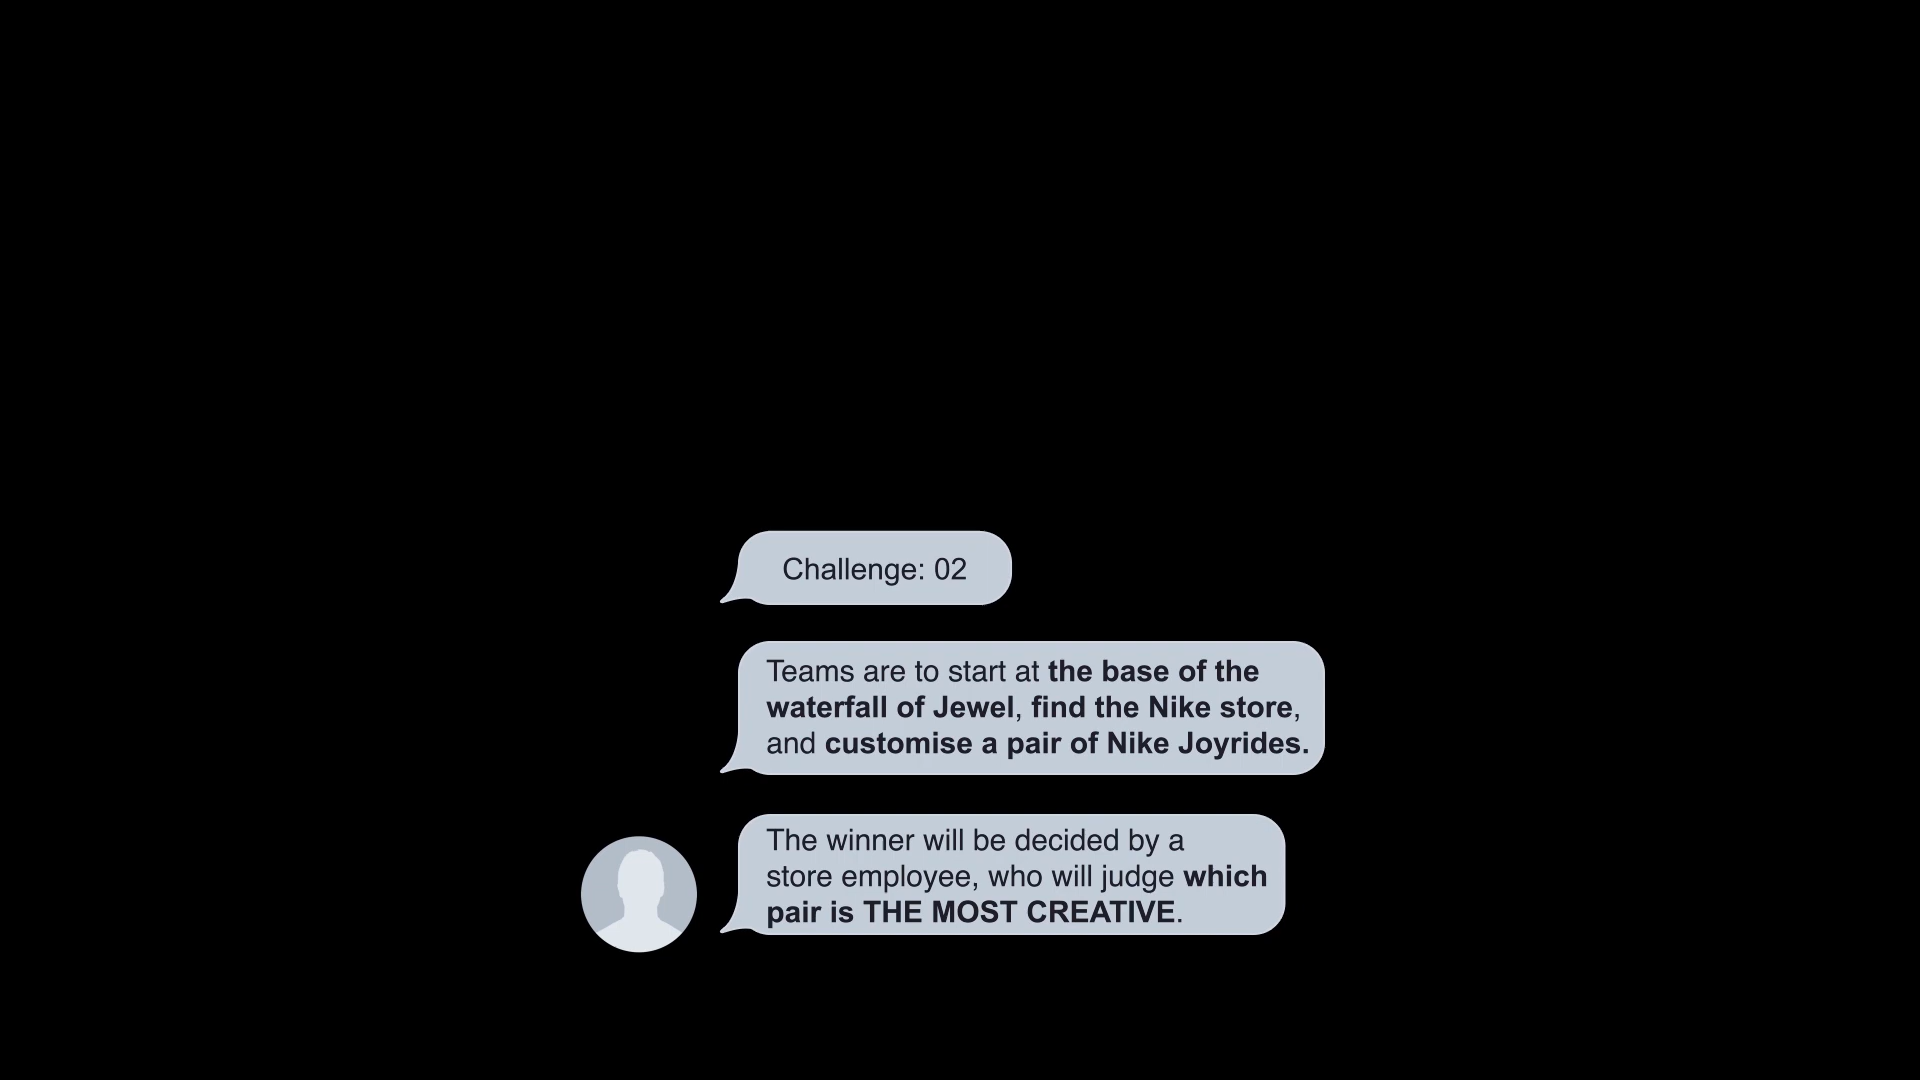 Challenge: 02
Teams are to start at the base of the
waterfall of Jewel, find the Nike store,
and customise a pair of Nike Joyrides.
The winner will be decided by a
store employee, who will judge which
pair is THE MOST CREATIVE.